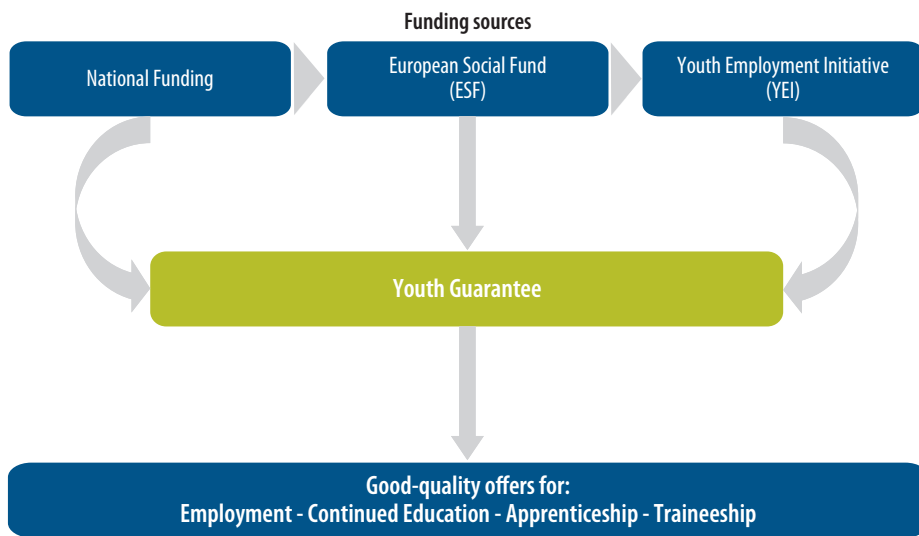 Funding sources
National Funding
European Social Fund
(ESF)
Youth Employment Initiative
(YEI)
Youth Guarantee
Good-quality offers for:
Employment - Continued Education - Apprenticeship - Traineeship